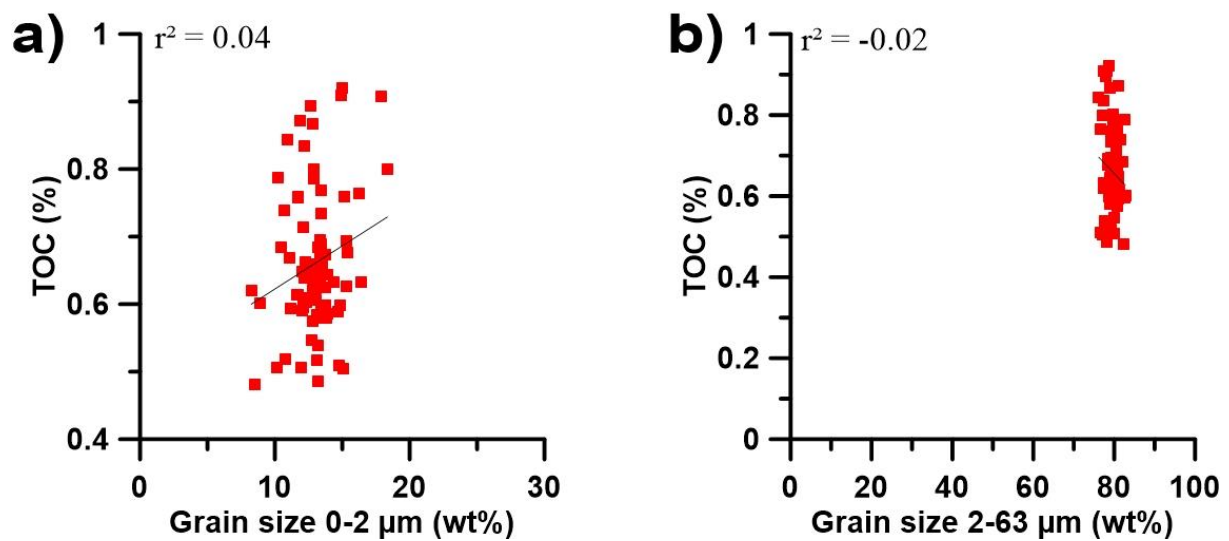 a)
r² = 0.04
1
0.8
0.6
0.4
TOC (%)
0
10
20
30
Grain size 0-2 µm (wt%)
b)
r² = -0.02
1
0.8
0.6
0.4
0.2
0
TOC (%)
0
20
40
60
80
100
Grain size 2-63 µm (wt%)